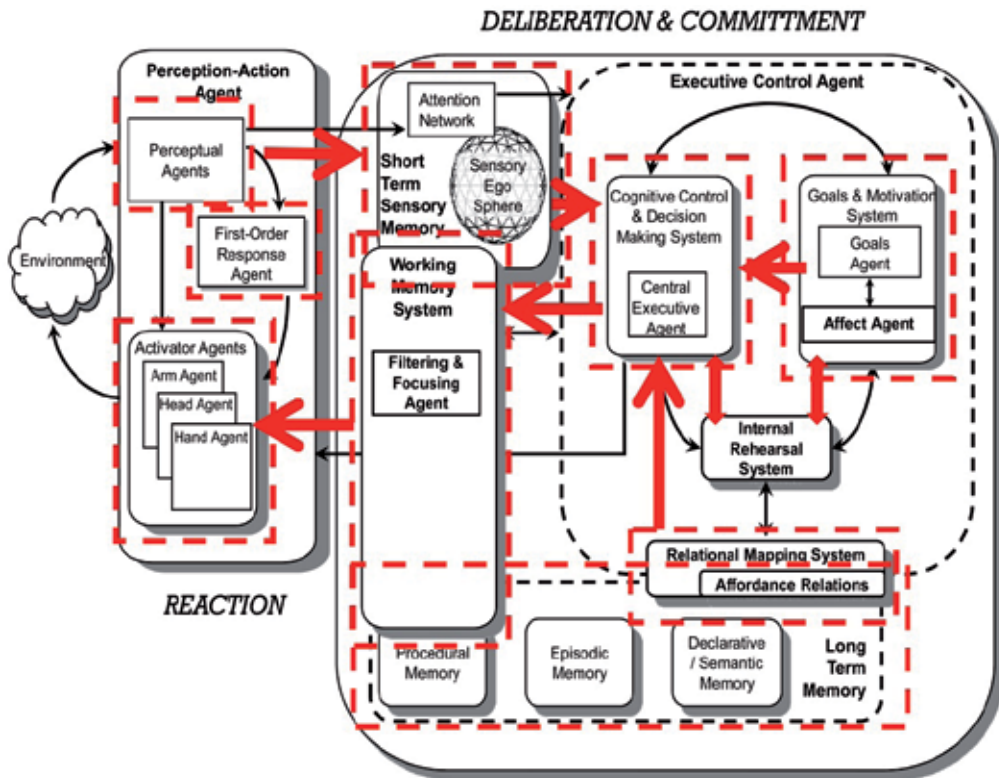 DELIBERATION & COMMITTMENT
Perception-Action
Agent
Perceptual
Agents
First-Order
Response
Agent
Environment
Activator Agents
Arm Agent
Head Agent
Hand Agent
REACTION
Attention
Network
Short
Term
Sensory
Memory
Sensory
Ego
Sphere
Working
Memory
System
Filtering &
Focusing
Agent
Executive Control Agent
Cognitive Control
& Decision
Making System
Central
Executive
Agent
Goals & Motivation
System
Goals
Agent
Affect Agent
Internal
Rehearsal
System
Relational Mapping System
Affordance Relations
Procedural
Memory
Episodic
Memory
Declarative
/ Semantic
Memory
Long
Term
Memory